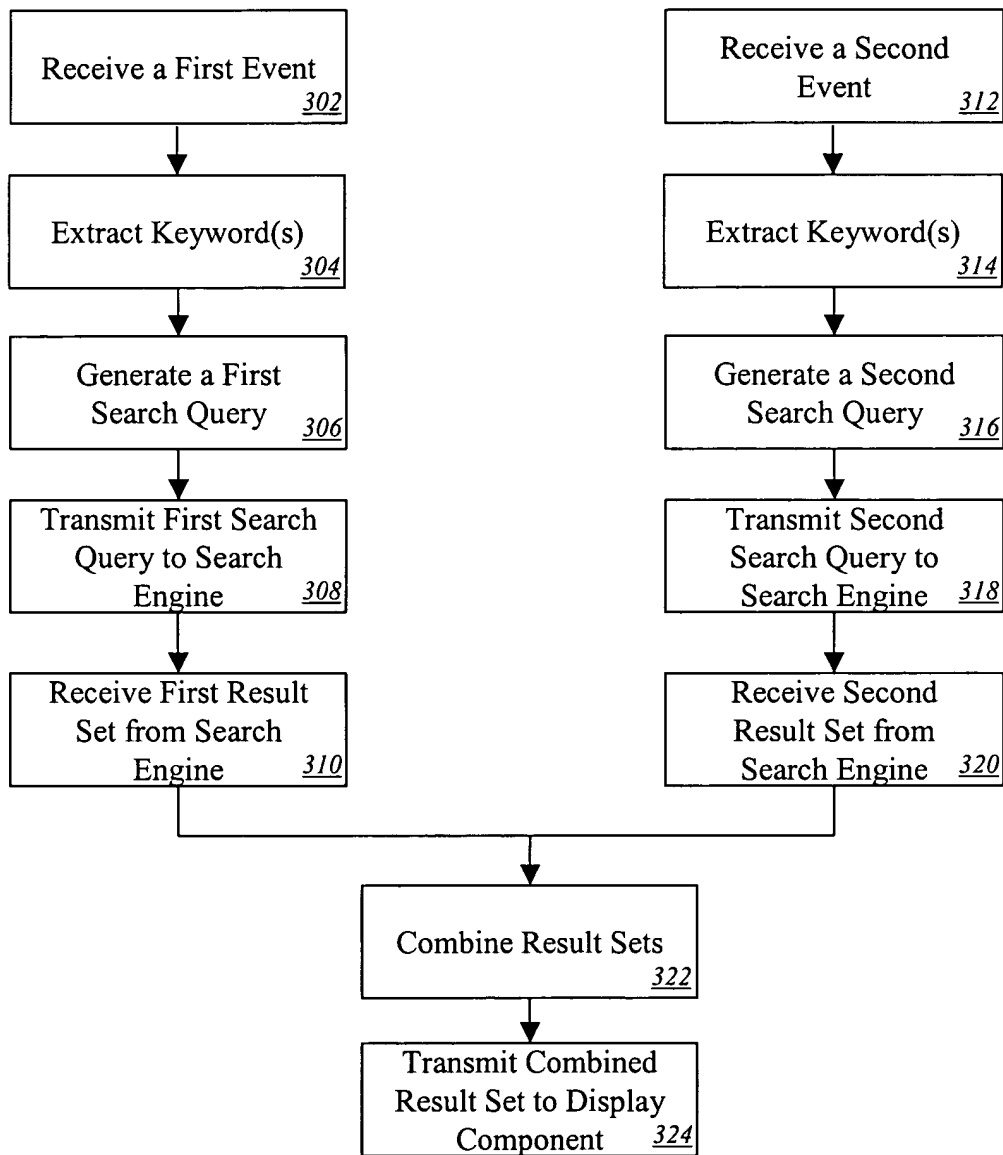 Receive a First Event
302
Extract Keyword(s)
304
Generate a First
Search Query
306
Transmit First Search
Query to Search
Engine
308
Receive First Result
Set from Search
Engine
310
Receive a Second
Event
312
Extract Keyword(s)
314
Generate a Second
Search Query
316
Transmit Second
Search Query to
Search Engine
318
Receive Second
Result Set from
Search Engine
320
Combine Result Sets
322
Transmit Combined
Result Set to Display
Component
324